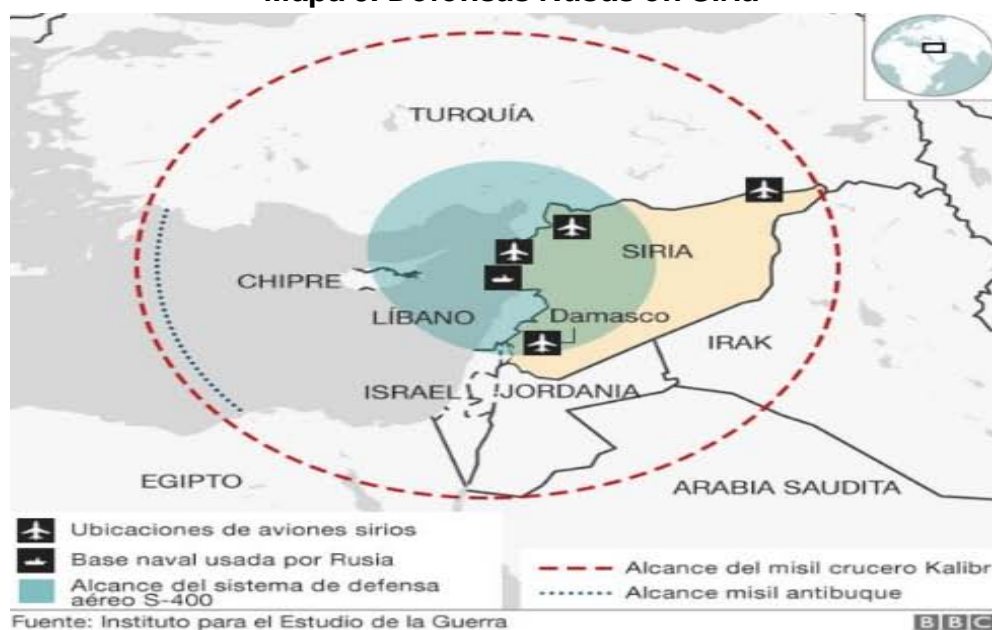 TURQUÍA
SIRIA
CHIPRE
LÍBANO
Damasco
IRAK
ISRAEL
JORDANIA
EGIPTO
ARABIA SAUDITA
Ubicaciones de aviones sirios
Base naval usada por Rusia
Alcance del sistema de defensa
aéreo S-400
Alcance del misil crucero Kalibr
Alcance misil antibuque
Fuente: Instituto para el Estudio de la Guerra
BBC